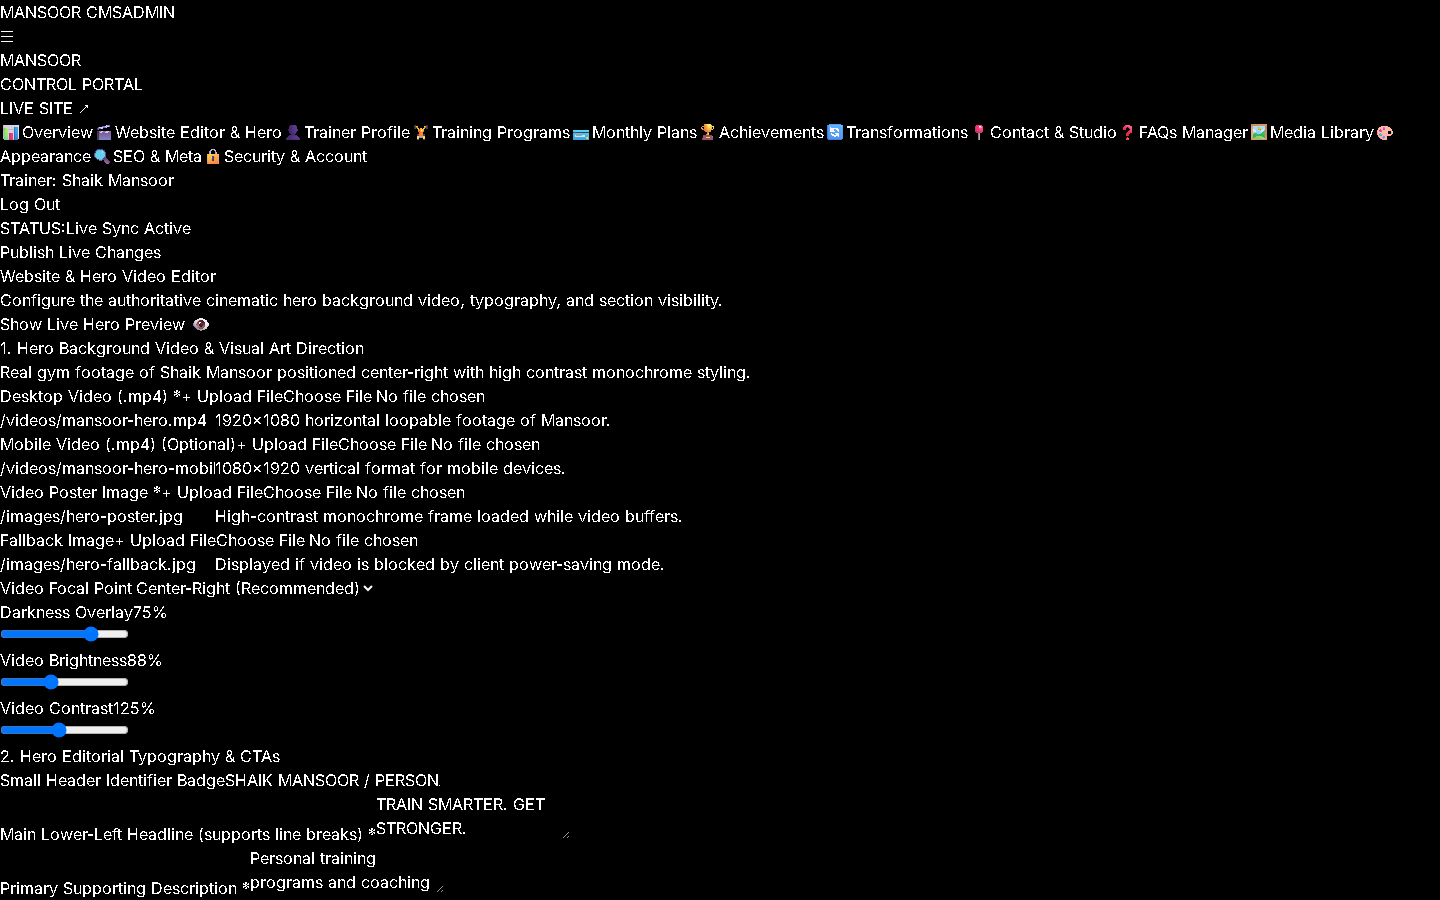 MANSOOR CMSADMIN
☰
MANSOOR
CONTROL PORTAL
LIVE SITE ↗
📊Overview🎬Website Editor & Hero👤Trainer Profile🏋️Training Programs💳Monthly Plans🏆Achievements🔄Transformations📍Contact & Studio❓FAQs Manager🖼️Media Library🎨
Appearance🔍SEO & Meta🔒Security & Account
Trainer: Shaik Mansoor
Log Out
STATUS:Live Sync Active
Publish Live Changes
Website & Hero Video Editor
Configure the authoritative cinematic hero background video, typography, and section visibility.
Show Live Hero Preview 👁️
1. Hero Background Video & Visual Art Direction
Real gym footage of Shaik Mansoor positioned center-right with high contrast monochrome styling.
Desktop Video (.mp4) *+ Upload FileChoose File No file chosen
/videos/mansoor-hero.mp4 1920×1080 horizontal loopable footage of Mansoor.
Mobile Video (.mp4) (Optional)+ Upload FileChoose File No file chosen
/videos/mansoor-hero-mobil1080×1920 vertical format for mobile devices.
Video Poster Image *+ Upload FileChoose File No file chosen
/images/hero-poster.jpg High-contrast monochrome frame loaded while video buffers.
Fallback Image+ Upload FileChoose File No file chosen
/images/hero-fallback.jpg Displayed if video is blocked by client power-saving mode.
Video Focal Point Center-Right (Recommended)
Darkness Overlay75%
Video Brightness88%
Video Contrast125%
2. Hero Editorial Typography & CTAs
Small Header Identifier BadgeSHAIK MANSOOR / PERSON
TRAIN SMARTER. GET
Main Lower-Left Headline (supports line breaks) *STRONGER.
Personal training
Primary Supporting Description *programs and coaching